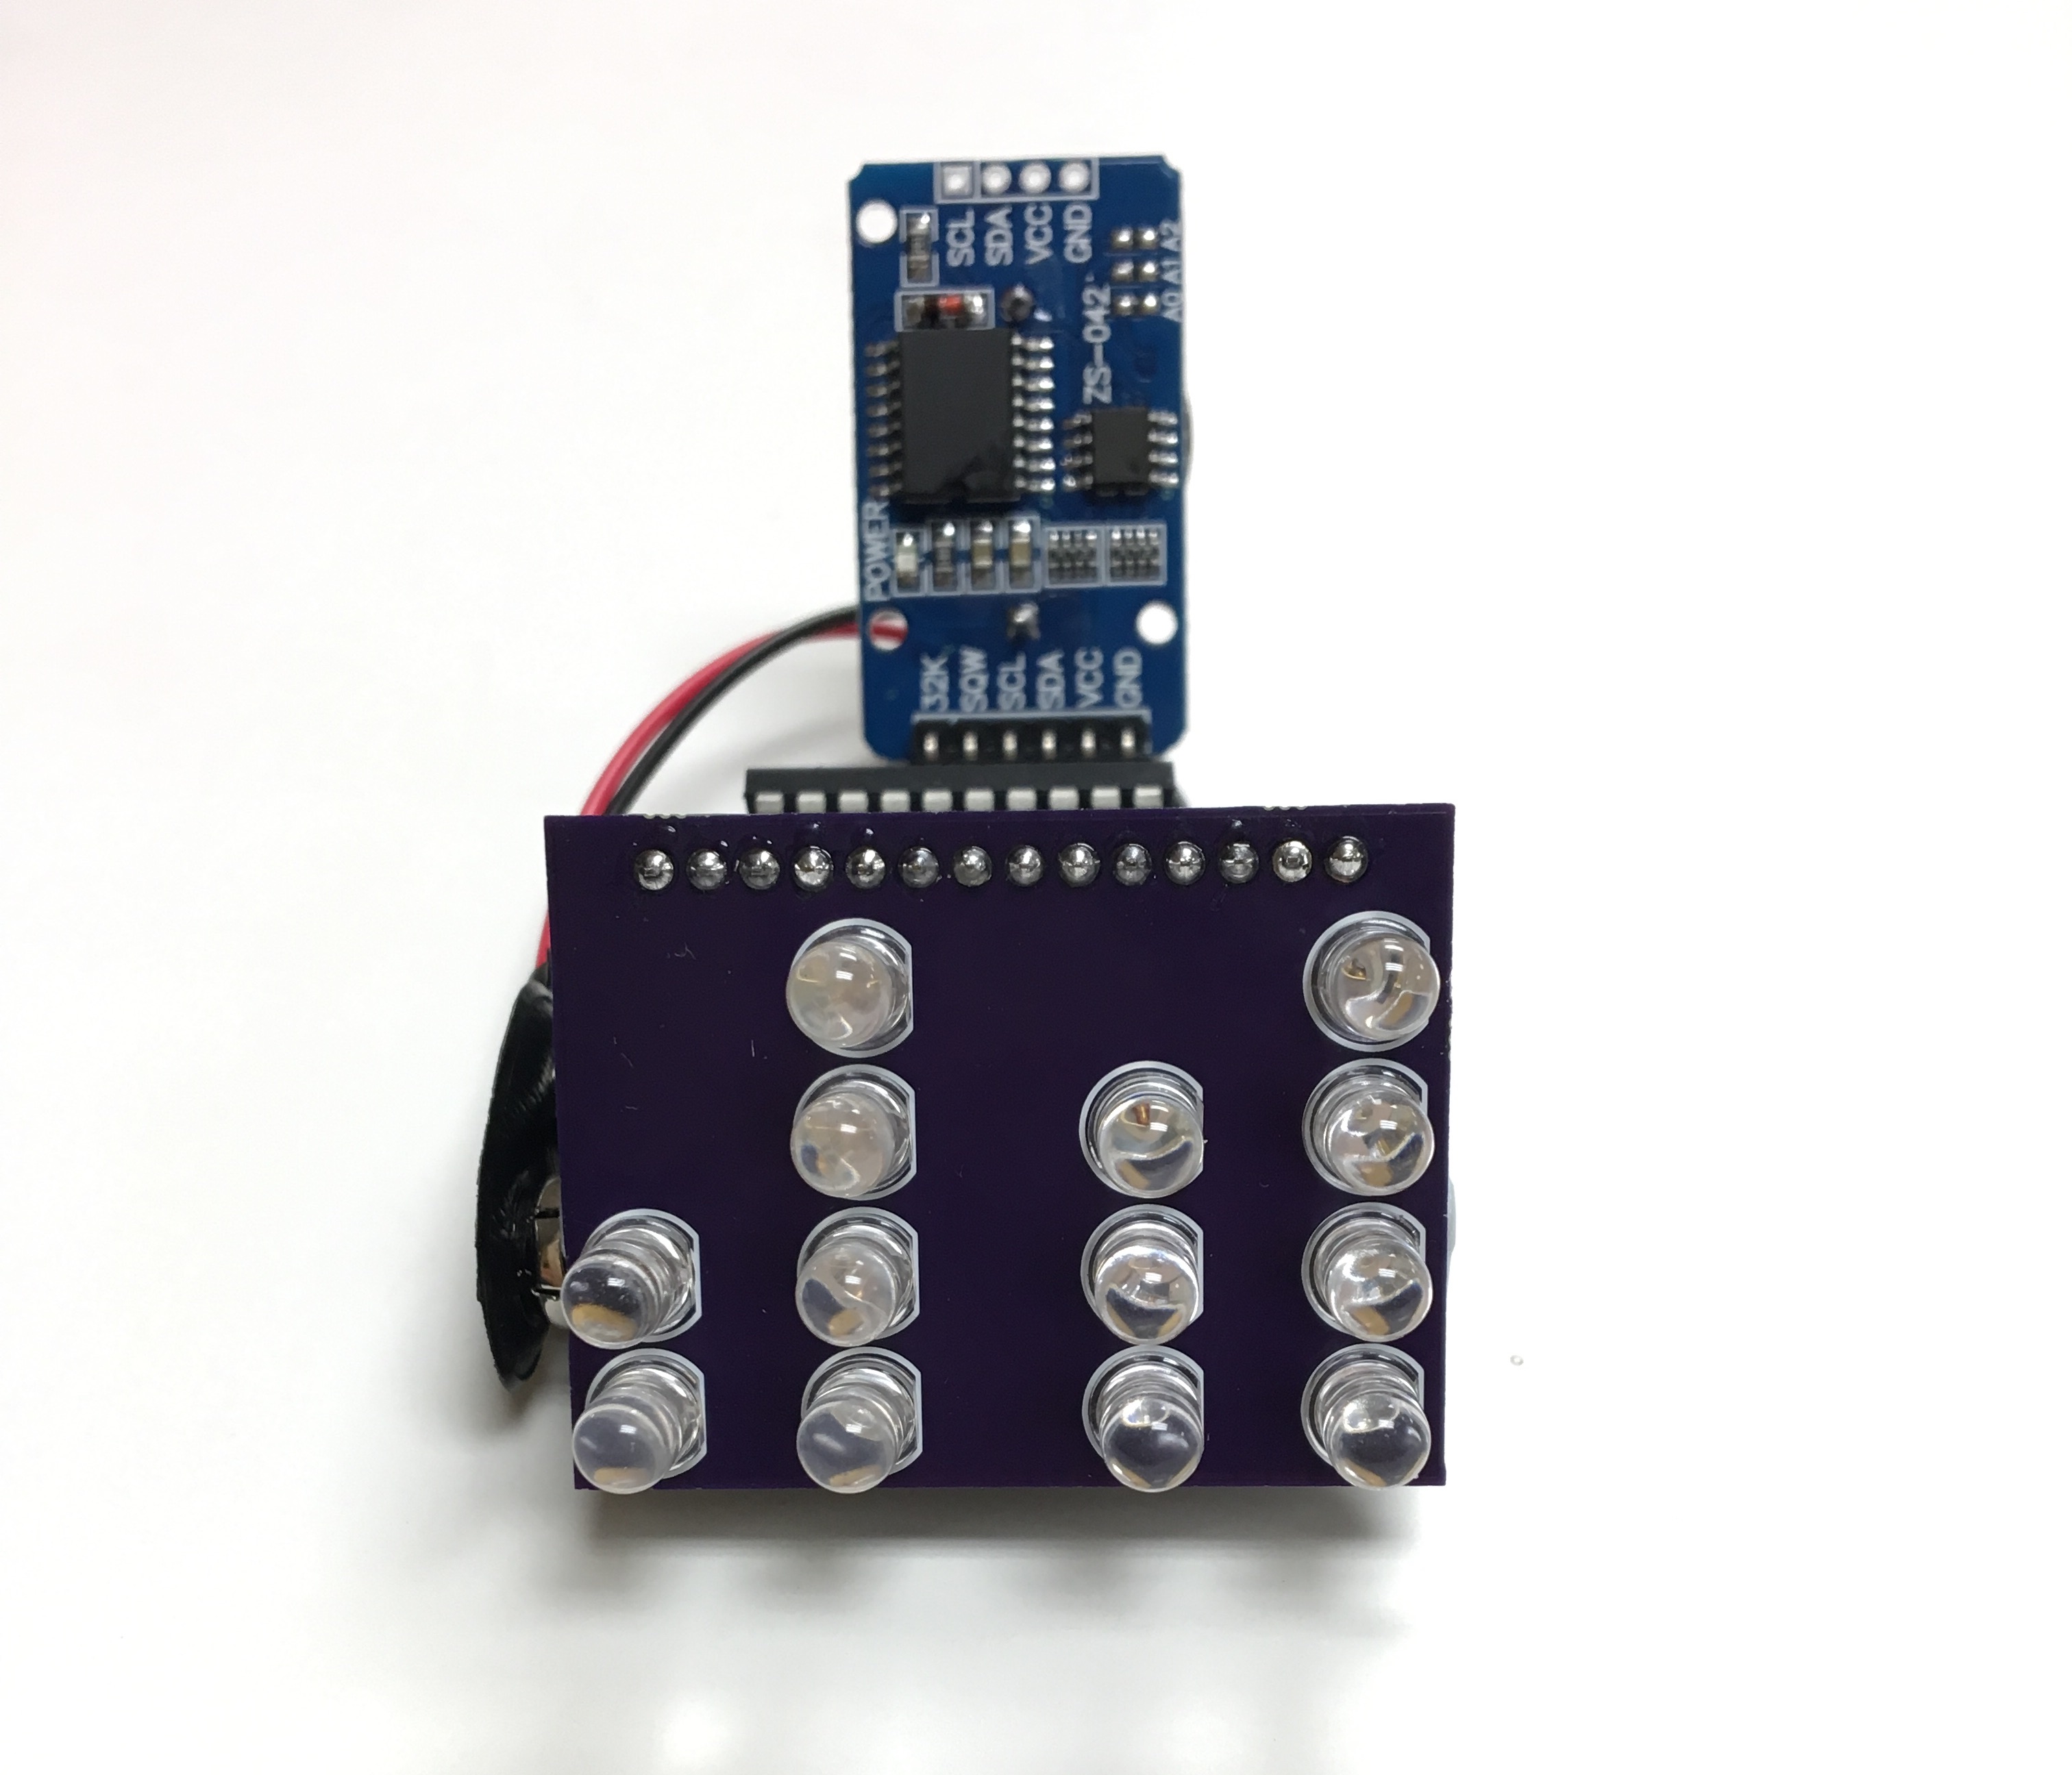 SCL
SDA
VCC
GND
A0 A1 A2
ZS-042
POWER
32K
SQW
SCL
SDA
VCC
GND